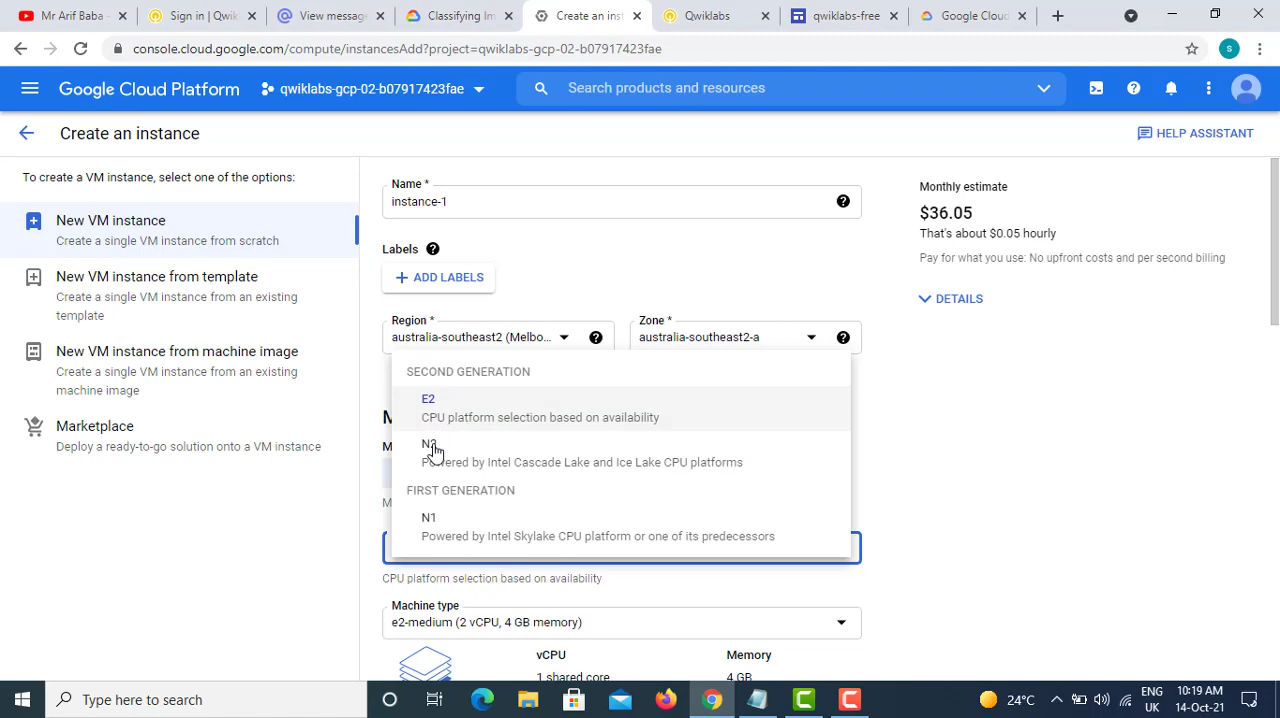 Mr Arif Baba -
Sign in | Qwik
View message
Classifying Im
Create an inst
Qwiklabs
qwiklabs-free
Google Cloud
console.cloud.google.com/compute/instancesAdd?project=qwiklabs-gcp-02-b07917423fae
S
Google Cloud Platform
qwiklabs-gcp-02-b07917423fae
Search products and resources
Create an instance
HELP ASSISTANT
To create a VM instance, select one of the options:
New VM instance
Create a single VM instance from scratch
New VM instance from template
Create a single VM instance from an existing
template
New VM instance from machine image
Create a single VM instance from an existing
machine image
Marketplace
Deploy a ready-to-go solution onto a VM instance
Name *
instance-1
Labels
ADD LABELS
Region *
australia-southeast2 (Melbo...
Zone *
australia-southeast2-a
SECOND GENERATION
E2
CPU platform selection based on availability
N2
Powered by Intel Cascade Lake and Ice Lake CPU platforms
FIRST GENERATION
N1
Powered by Intel Skylake CPU platform or one of its predecessors
CPU platform selection based on availability
Machine type
e2-medium (2 vCPU, 4 GB memory)
vCPU
1 shared core
Memory
4 GB
Monthly estimate
$36.05
That's about $0.05 hourly
Pay for what you use: No upfront costs and per second billing
DETAILS
Type here to search
24°C
ENG
UK
10:19 AM
14-Oct-21